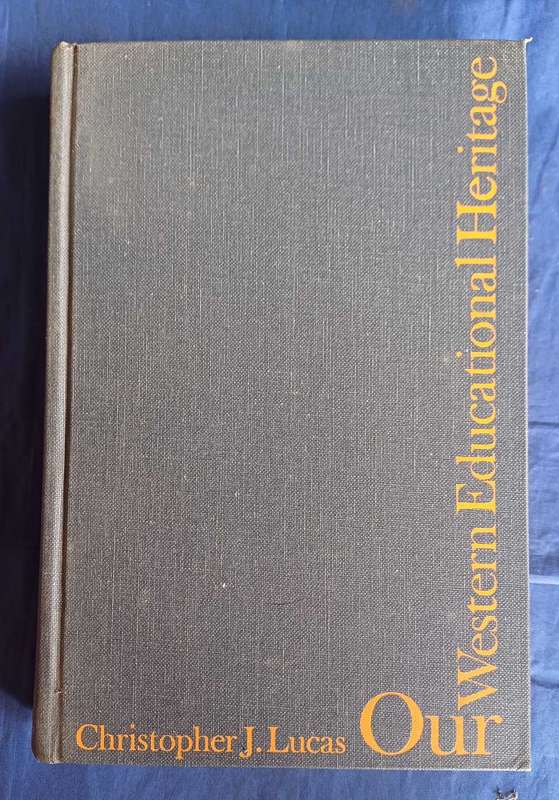 Christopher J. Lucas
Our
Western Educational Heritage